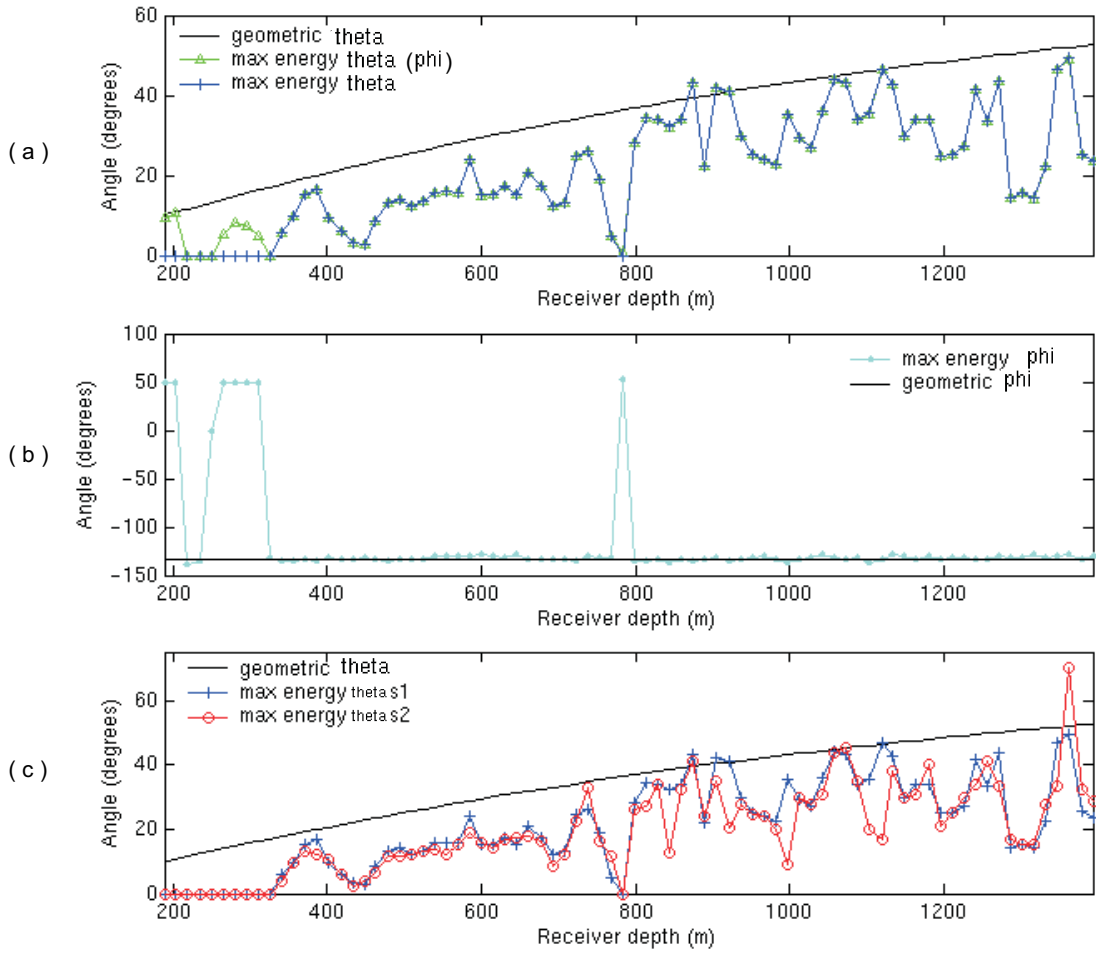 60
40
20
0
Angle (degrees)
geometric theta
max energy theta (phi)
max energy theta
( a )
200 400 600 800 1000 1200
Receiver depth (m)
100
50
0
−50
−100
−150
Angle (degrees)
max energy phi
geometric phi
( b )
200 400 600 800 1000 1200
Receiver depth (m)
60
40
20
0
Angle (degrees)
geometric theta
max energy theta s1
max energy theta s2
( c )
200 400 600 800 1000 1200
Receiver depth (m)